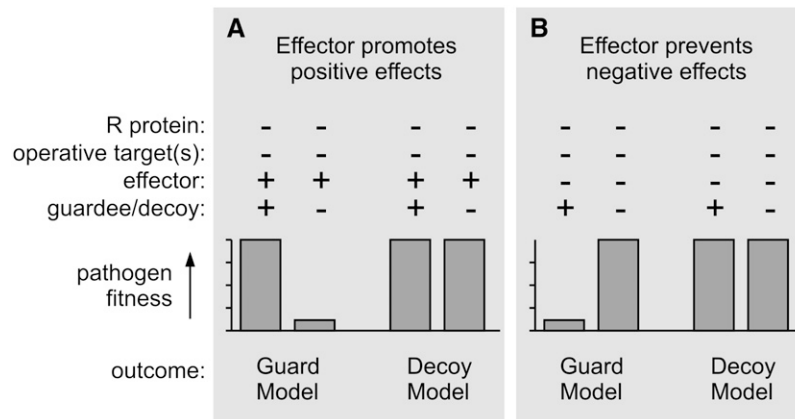 A
Effector promotes
positive effects
B
Effector prevents
negative effects
R protein: - - - - - - - -
operative target(s): - - - - - - - -
effector: + + + + - - - -
guardee/decoy: + - + - + - + -
pathogen
fitness
outcome:
Guard
Model
Decoy
Model
Guard
Model
Decoy
Model